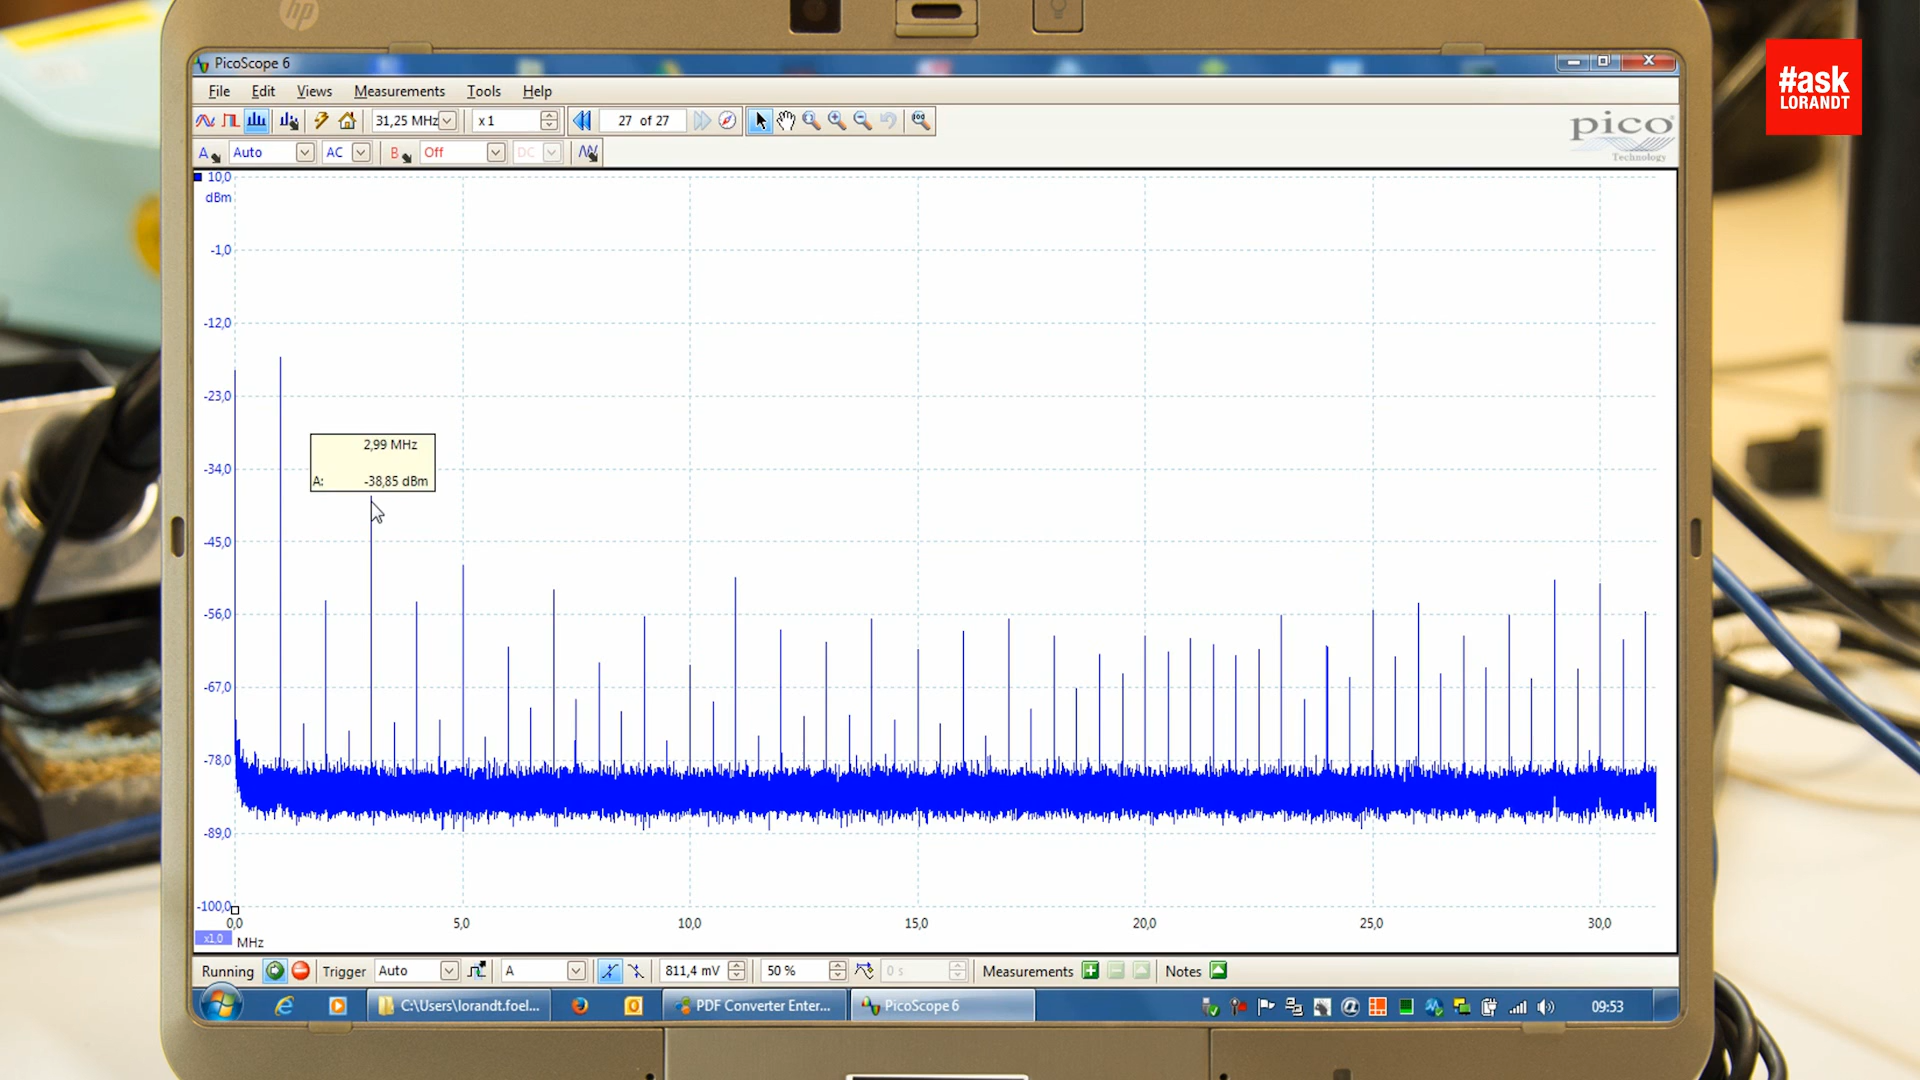 hp
#ask
LORANDT
PicoScope 6
File Edit Views Measurements Tools Help
31,25 MHz x 1 27 of 27
pico
Technology
A Auto AC B Off DC
10,0
dBm
-1,0
-12,0
-23,0
2,99 MHz
-34,0
A: -38,85 dBm
-45,0
-56,0
-67,0
-78,0
-89,0
-100,0
0,0 5,0 10,0 15,0 20,0 25,0 30,0
x1,0 MHz
Running Trigger Auto A 811,4 mV 50 % 0 s Measurements Notes
C:\Users\lorandt.foel... PDF Converter Enter... PicoScope 6 09:53